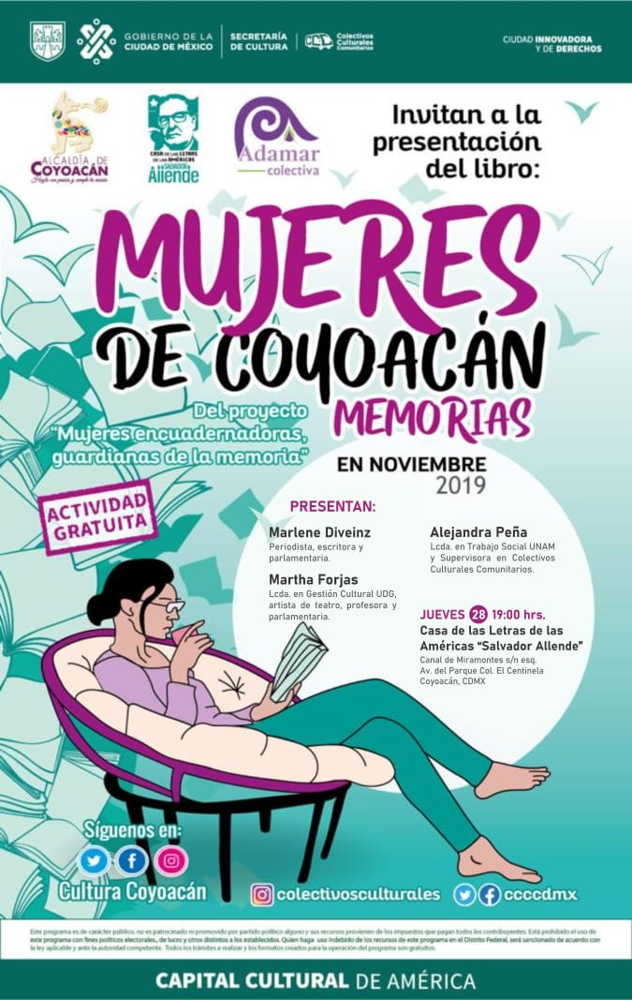 GOBIERNO DE LA
CIUDAD DE MÉXICO
SECRETARÍA
DE CULTURA
Colectivos
Culturales
Comunitarios
CIUDAD INNOVADORA
Y DE DERECHOS
ALCALDÍA DE
COYOACÁN
CASA DE LAS LETRAS
DE LAS AMÉRICAS
SALVADOR
Allende
Adamar
colectiva
Invitan a la
presentación
del libro:
MUJERES
DE COYOACÁN
MEMORIAS
Del proyecto
“Mujeres encuadernadoras,
guardianas de la memoria”
EN NOVIEMBRE
2019
ACTIVIDAD
GRATUITA
PRESENTAN:
Marlene Diveinz
Periodista, escritora y
parlamentaria.
Martha Forjas
Lcda. en Gestión Cultural UDG,
artista de teatro, profesora y
parlamentaria.
Alejandra Peña
Lcda. en Trabajo Social UNAM
y Supervisora en Colectivos
Culturales Comunitarios.
JUEVES 28 19:00 hrs.
Casa de las Letras de las
Américas “Salvador Allende”
Canal de Miramontes s/n esq.
Av. del Parque Col. El Centinela
Coyoacán, CDMX
Síguenos en:
Cultura Coyoacán
colectivosculturales
ccccdmx
Este programa es de carácter público, no es patrocinado ni promovido por partido político alguno y sus recursos provienen de los impuestos que pagan todos los contribuyentes. Está prohibido el uso de
este programa con fines políticos electorales,, de lucro y otros distintos a los establecidos. Quien haga uso indebido de los recursos de este programa en el Distrito Federal, será sancionado de acuerdo con
la ley aplicable y ante la autoridad competente. Todos los trámites a realizar y los formatos creados para la operación del programa son gratuitos.
CAPITAL CULTURAL DE AMÉRICA